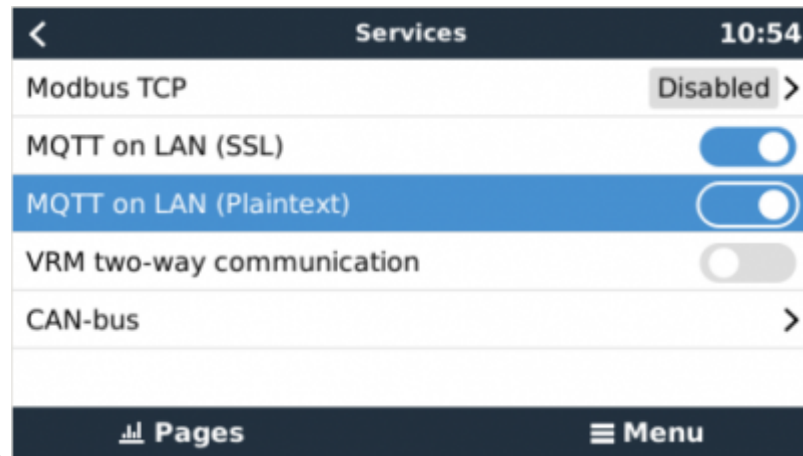 Services 10:54
Modbus TCP Disabled
MQTT on LAN (SSL)
MQTT on LAN (Plaintext)
VRM two-way communication
CAN-bus
Pages Menu